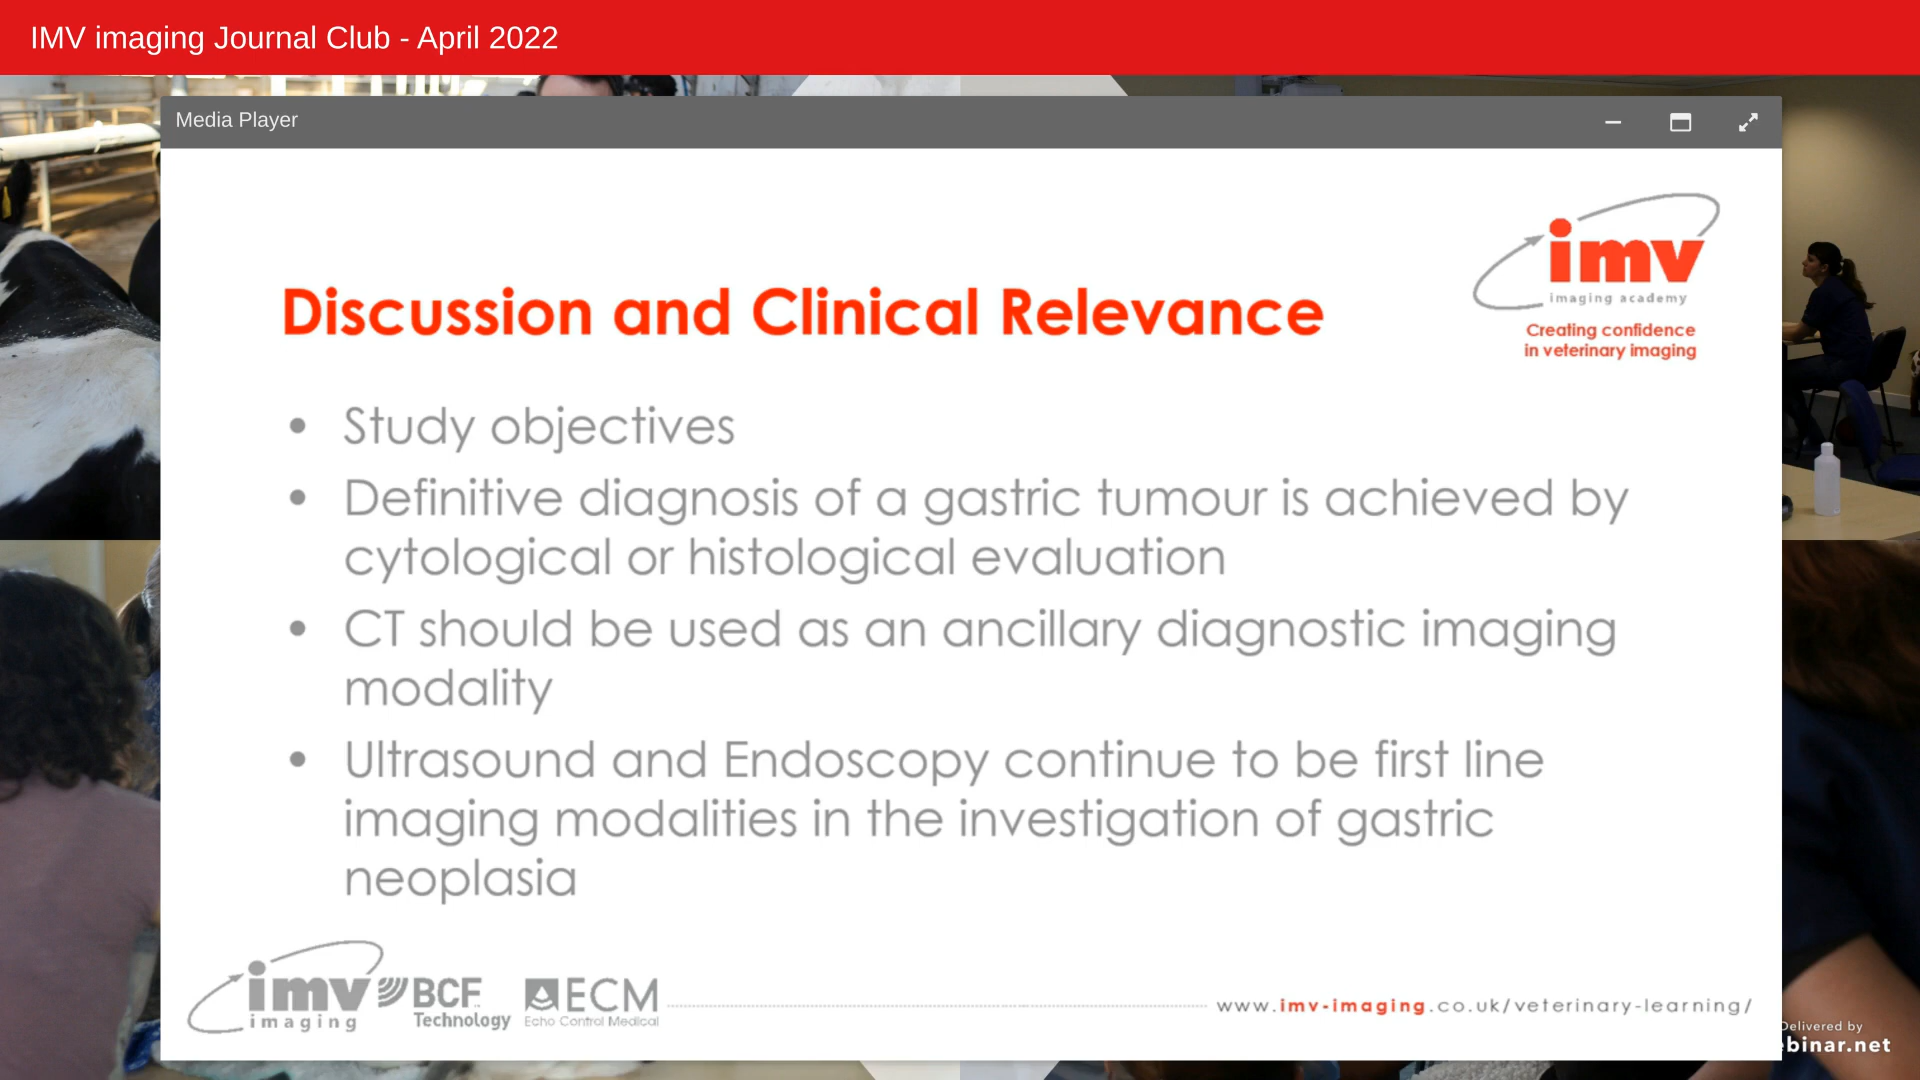 IMV imaging Journal Club - April 2022
Media Player
imv
imaging academy
Creating confidence
in veterinary imaging
Discussion and Clinical Relevance
• Study objectives
• Definitive diagnosis of a gastric tumour is achieved by
cytological or histological evaluation
• CT should be used as an ancillary diagnostic imaging
modality
• Ultrasound and Endoscopy continue to be first line
imaging modalities in the investigation of gastric
neoplasia
imv
imaging
BCF
Technology
ECM
Echo Control Medical
www.imv-imaging.co.uk/veterinary-learning/
Delivered by
ebinar.net